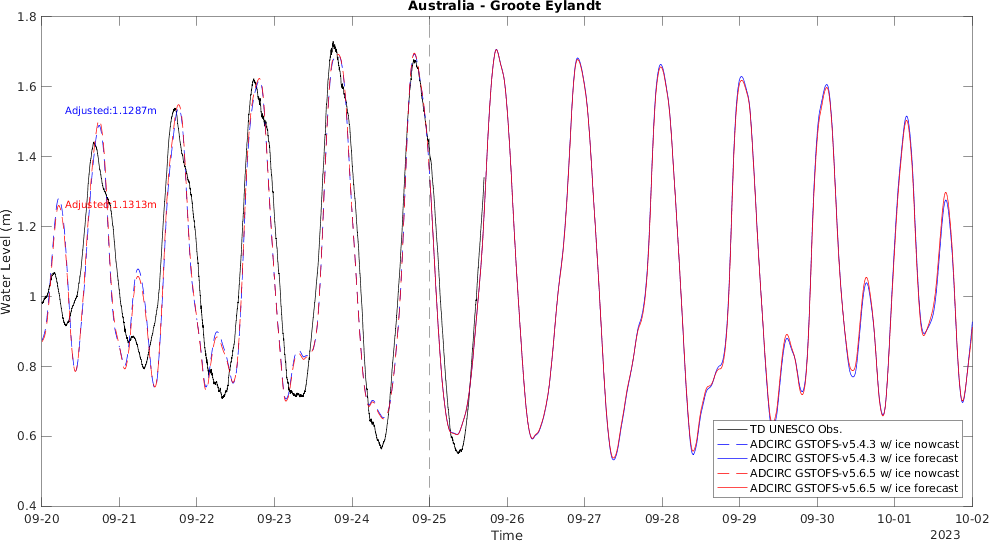 Australia - Groote Eylandt
1.8
1.6
1.4
1.2
1
0.8
0.6
0.4
Water Level (m)
Adjusted:1.1287m
Adjusted:1.1313m
TD UNESCO Obs.
ADCIRC GSTOFS-v5.4.3 w/ ice nowcast
ADCIRC GSTOFS-v5.4.3 w/ ice forecast
ADCIRC GSTOFS-v5.6.5 w/ ice nowcast
ADCIRC GSTOFS-v5.6.5 w/ ice forecast
09-20 09-21 09-22 09-23 09-24 09-25 09-26 09-27 09-28 09-29 09-30 10-01 10-02
Time
2023